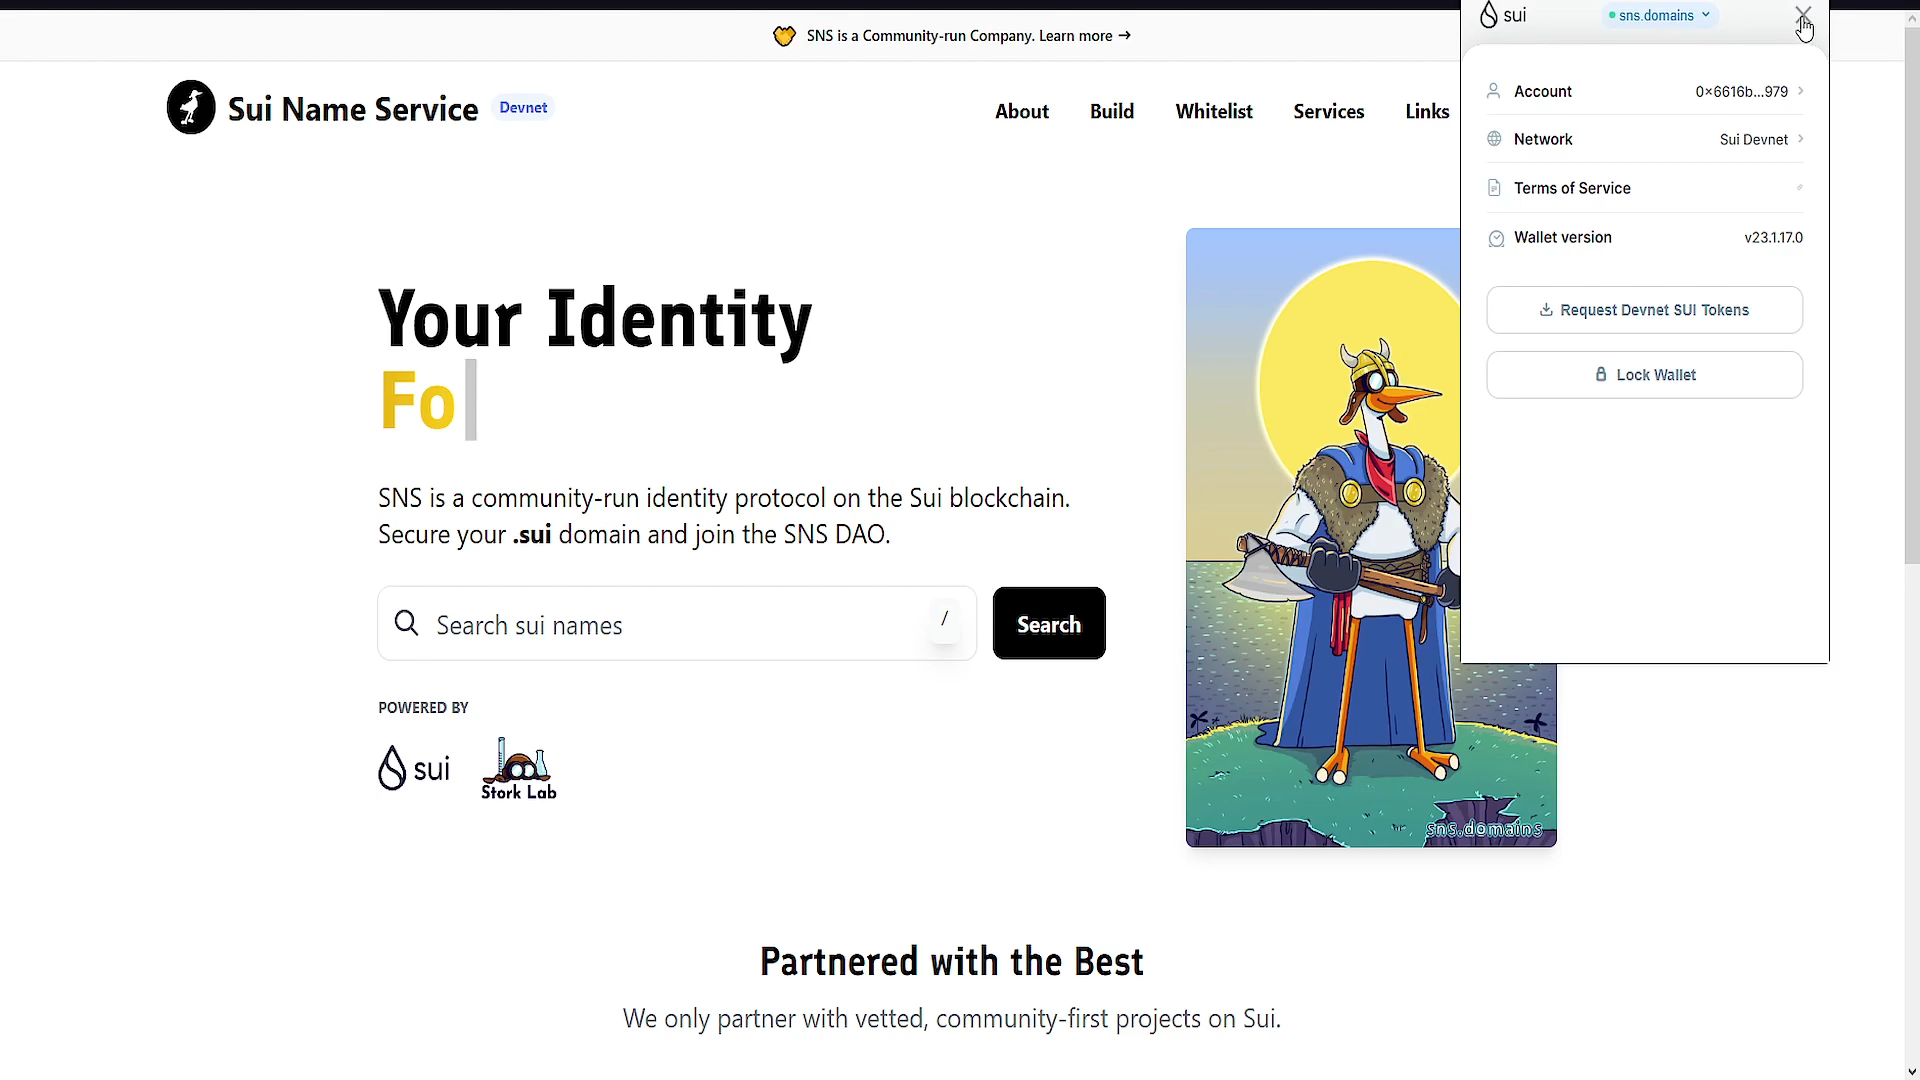 SNS is a Community-run Company. Learn more →
Sui Name Service
Devnet
About
Build
Whitelist
Services
Links
Your Identity
Fo
SNS is a community-run identity protocol on the Sui blockchain.
Secure your .sui domain and join the SNS DAO.
Search sui names
/
Search
POWERED BY
sui
Stork Lab
sns.domains
Partnered with the Best
We only partner with vetted, community-first projects on Sui.
sui
sns.domains
Account
0×6616b...979
Network
Sui Devnet
Terms of Service
Wallet version
v23.1.17.0
Request Devnet SUI Tokens
Lock Wallet